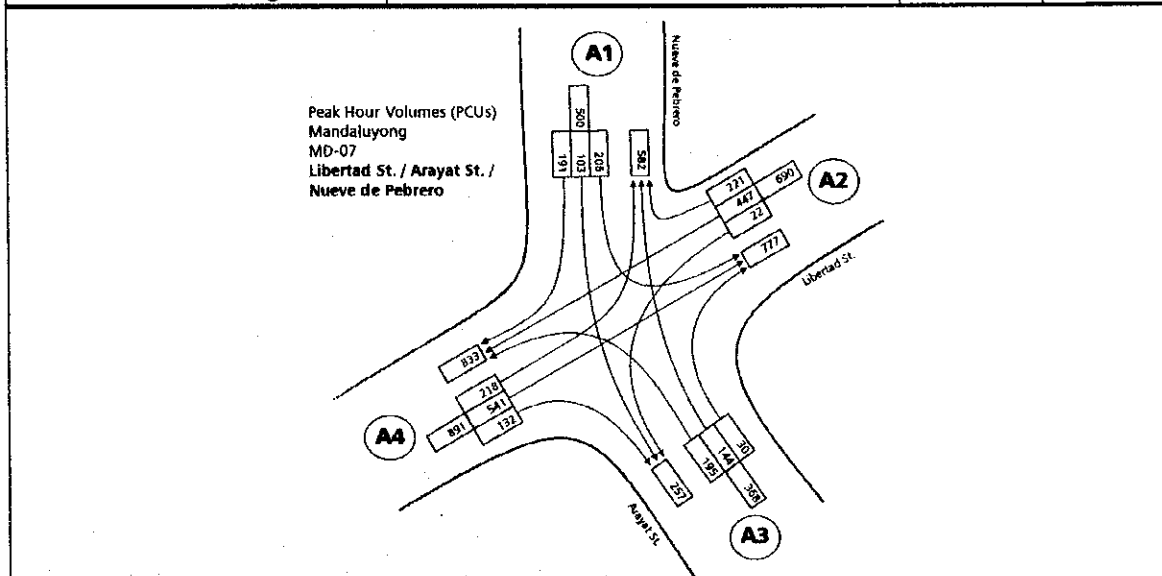 A1
Nueve de Pebrero
Peak Hour Volumes (PCUs)
Mandaluyong
MD-07
Libertad St. / Arayat St. /
Nueve de Pebrero
500
191 103 206
582
A2
690
221
447
22
777
Libertad St.
833
218
541
132
891
A4
257
195 144 30
368
Arayat St.
A3